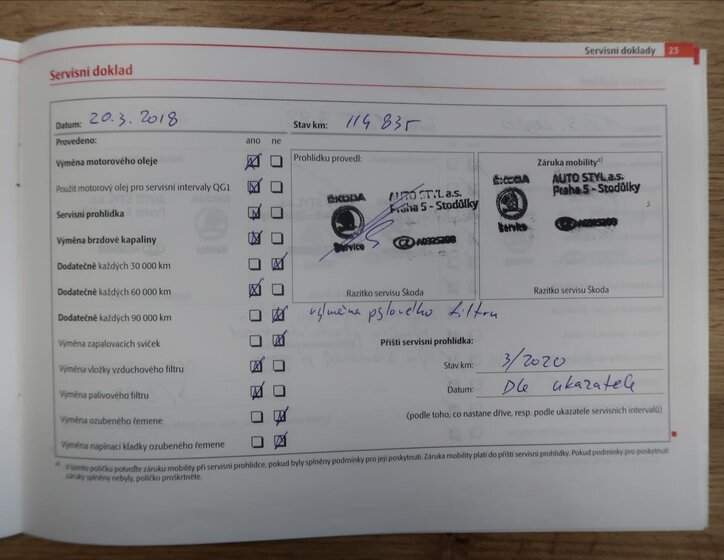 Servisní doklady 23
Servisní doklad
Datum: 20.3.2018
Stav km: 114 835
Provedeno: ano ne
Výměna motorového oleje
Použit motorový olej pro servisní intervaly QG1
Servisní prohlídka
Výměna brzdové kapaliny
Dodatečně každých 30 000 km
Dodatečně každých 60 000 km
Dodatečně každých 90 000 km
Výměna zapalovacích svíček
Výměna vložky vzduchového filtru
Výměna palivového filtru
Výměna ozubeného řemene
Výměna napínací kladky ozubeného řemene
Prohlídku provedl:
ŠKODA
Service
AUTO STYL a.s.
Praha 5 - Stodůlky
CZ
Razítko servisu Škoda
Záruka mobility a)
ŠKODA
Service
AUTO STYL a.s.
Praha 5 - Stodůlky
CZ
Razítko servisu Škoda
výměna pylového filtru
Příští servisní prohlídka:
Stav km: 3/2020
Datum: Dle ukazatele
(podle toho, co nastane dříve, resp. podle ukazatele servisních intervalů)
a) U tomto políčku potvrďte záruku mobility při servisní prohlídce, pokud byly splněny podmínky pro její poskytnutí. Záruka mobility platí do příští servisní prohlídky. Pokud podmínky pro poskytnutí
záruky splněny nebyly, políčko proškrtněte.